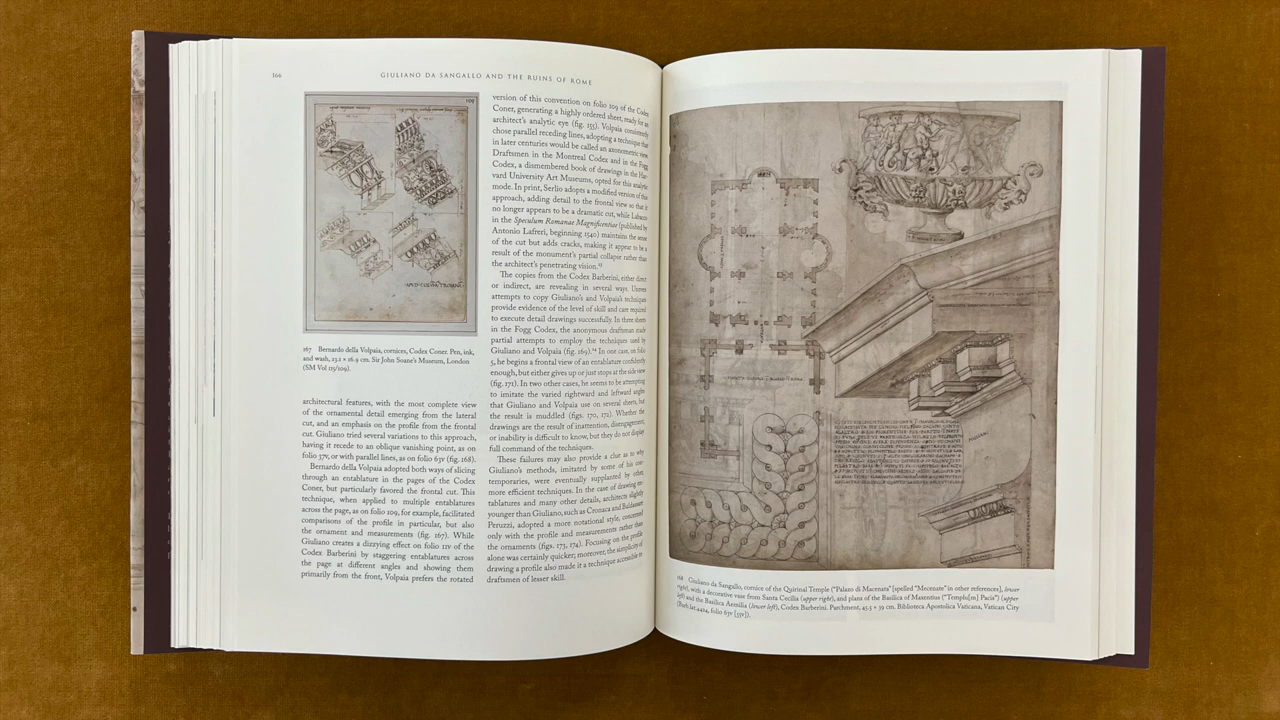 166
GIULIANO DA SANGALLO AND THE RUINS OF ROME
109
167 Bernardo della Volpaia, cornices, Codex Coner. Pen, ink,
and wash, 23.2 × 16.9 cm. Sir John Soane's Museum, London
(SM Vol 115/109).
architectural features, with the most complete view
of the ornamental detail emerging from the lateral
cut, and an emphasis on the profile from the frontal
cut. Giuliano tried several variations to this approach,
having it recede to an oblique vanishing point, as on
folio 37v, or with parallel lines, as on folio 63v (fig. 168).
Bernardo della Volpaia adopted both ways of slicing
through an entablature in the pages of the Codex
Coner, but particularly favored the frontal cut. This
technique, when applied to multiple entablatures
across the page, as on folio 109, for example, facilitated
comparisons of the profile in particular, but also
the ornament and measurements (fig. 167). While
Giuliano creates a dizzying effect on folio 11v of the
Codex Barberini by staggering entablatures across
the page at different angles and showing them
primarily from the front, Volpaia prefers the rotated
version of this convention on folio 109 of the Codex
Coner, generating a highly ordered sheet, ready for an
architect's analytic eye (fig. 155). Volpaia consistently
chose parallel receding lines, adopting a technique that
in later centuries would be called an axonometric view.
Draftsmen in the Montreal Codex and in the Fogg
Codex, a dismembered book of drawings in the Har-
vard University Art Museums, opted for this analytic
mode. In print, Serlio adopts a modified version of this
approach, adding detail to the frontal view so that it
no longer appears to be a dramatic cut, while Labacco
in the Speculum Romanae Magnificentiae (published by
Antonio Lafreri, beginning 1540) maintains the sense
of the cut but adds cracks, making it appear to be a
result of the monument's partial collapse rather than
the architect's penetrating vision.
The copies from the Codex Barberini, either direct
or indirect, are revealing in several ways. Uneven
attempts to copy Giuliano's and Volpaia's techniques
provide evidence of the level of skill and care required
to execute detail drawings successfully. In three sheets
in the Fogg Codex, the anonymous draftsman made
partial attempts to employ the techniques used by
Giuliano and Volpaia (fig. 169). In one case, on folio
5, he begins a frontal view of an entablature confidently
enough, but either gives up or just stops at the side view
(fig. 171). In two other cases, he seems to be attempting
to imitate the varied rightward and leftward angles
that Giuliano and Volpaia use on several sheets, but
the result is muddled (figs. 170, 172). Whether the
drawings are the result of inattention, disengagement,
or inability is difficult to know, but they do not display
full command of the technique.
These failures may also provide a clue as to why
Giuliano's methods, imitated by some of his con-
temporaries, were eventually supplanted by other,
more efficient techniques. In the case of drawing en-
tablatures and many other details, architects slightly
younger than Giuliano, such as Cronaca and Baldassare
Peruzzi, adopted a more notational style, concerned
only with the profile and measurements rather than
the ornaments (figs. 173, 174). Focusing on the profile
alone was certainly quicker; moreover, the simplicity of
drawing a profile also made it a technique accessible to
draftsmen of lesser skill.
168 Giuliano da Sangallo, cornice of the Quirinal Temple ("Palazo di Macenata" [spelled "Mecenate" in other references], lower
right), with a decorative vase from Santa Cecilia (upper right), and plans of the Basilica of Maxentius ("Templu[m] Pacis") (upper
left) and the Basilica Aemilia (lower left), Codex Barberini. Parchment, 45.5 × 39 cm. Biblioteca Apostolica Vaticana, Vatican City
(Barb.lat.4424, folio 63v [55v]).